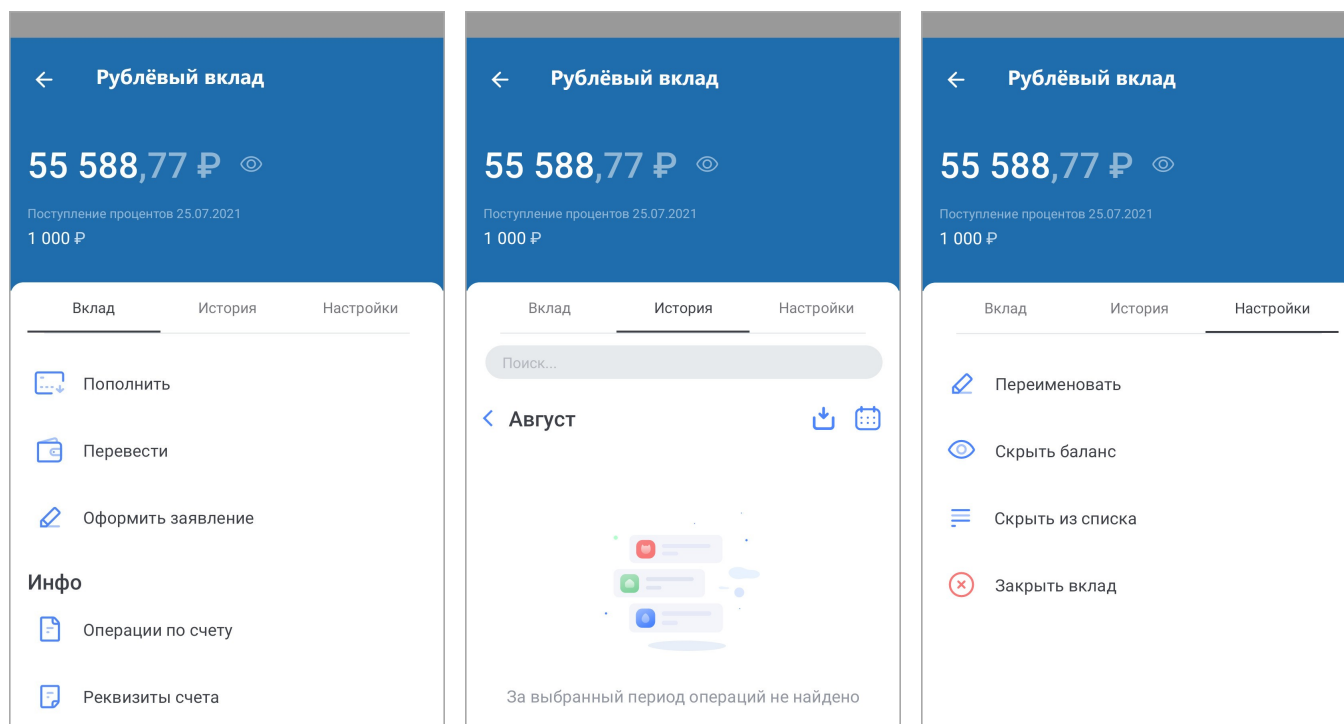 Рублёвый вклад
55 588,77 ₽
Поступление процентов 25.07.2021
1 000 ₽
Вклад История Настройки
Пополнить
Перевести
Оформить заявление
Инфо
Операции по счету
Реквизиты счета
Рублёвый вклад
55 588,77 ₽
Поступление процентов 25.07.2021
1 000 ₽
Вклад История Настройки
Поиск...
Август
За выбранный период операций не найдено
Рублёвый вклад
55 588,77 ₽
Поступление процентов 25.07.2021
1 000 ₽
Вклад История Настройки
Переименовать
Скрыть баланс
Скрыть из списка
Закрыть вклад